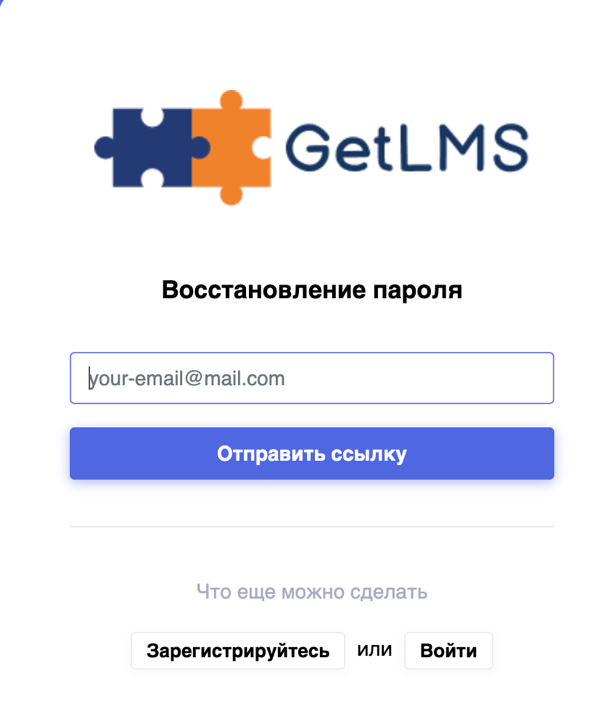 GetLMS
Восстановление пароля
your-email@mail.com
Отправить ссылку
Что еще можно сделать
Зарегистрируйтесь или Войти